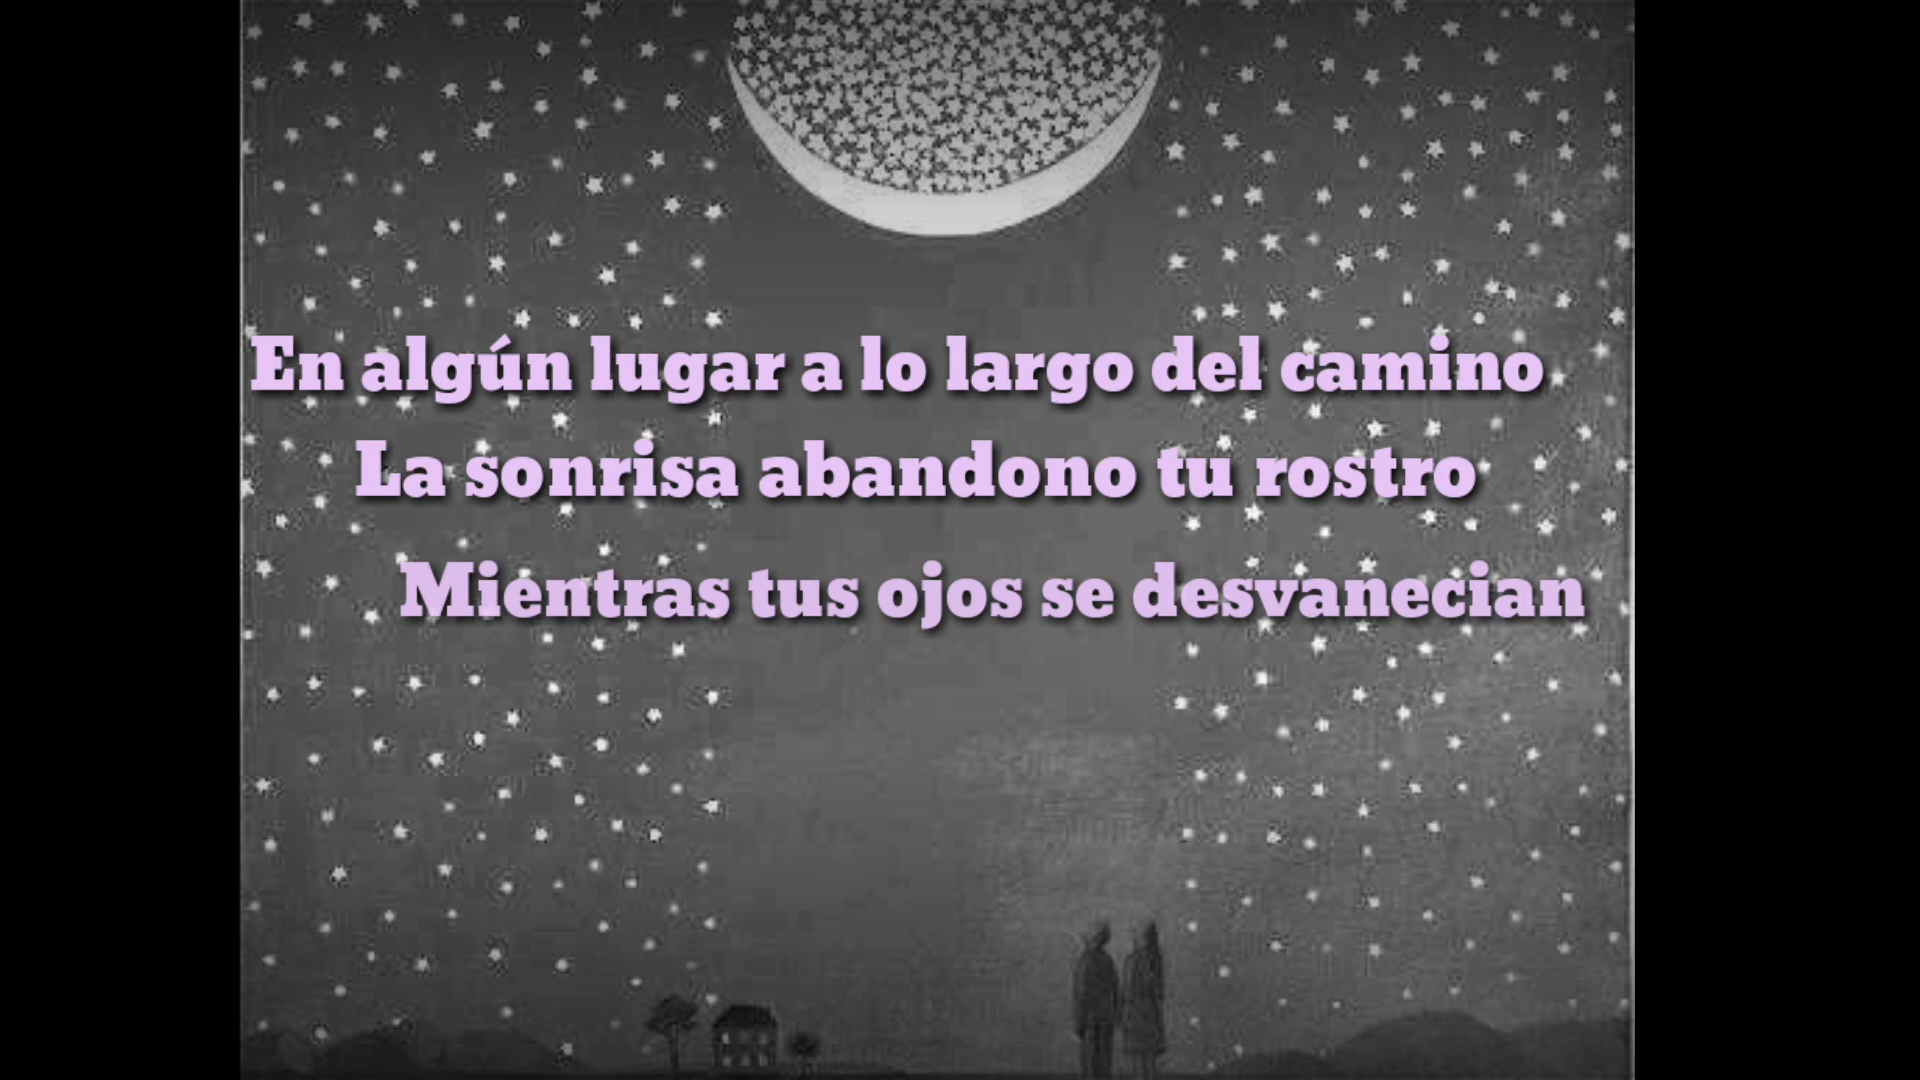 En algún lugar a lo largo del camino
La sonrisa abandono tu rostro
Mientras tus ojos se desvanecian